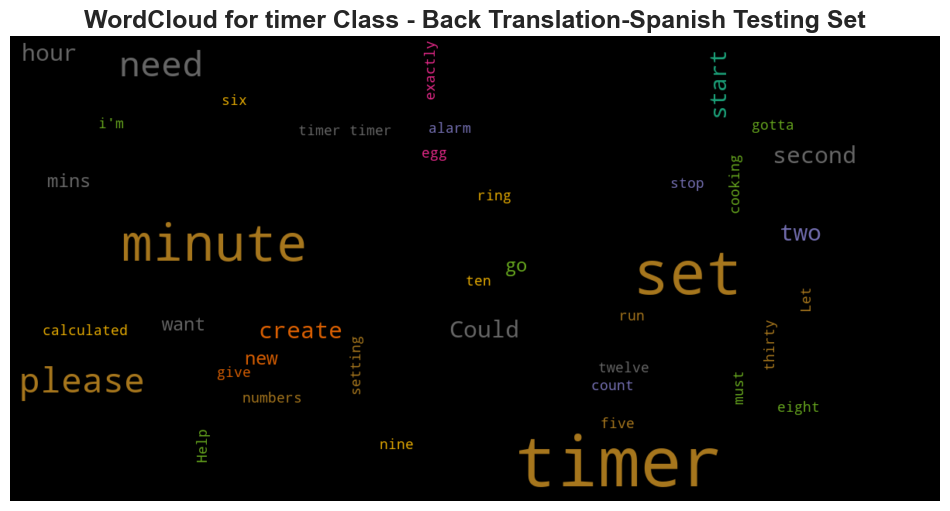 WordCloud for timer Class - Back Translation-Spanish Testing Set
hour
need
exactly
start
six
i'm
timer timer
alarm
gotta
egg
second
mins
stop
cooking
ring
minute
two
go
set
ten
Let
calculated
want
create
Could
run
thirty
new
setting
give
twelve
please
count
must
numbers
eight
five
Help
nine
timer